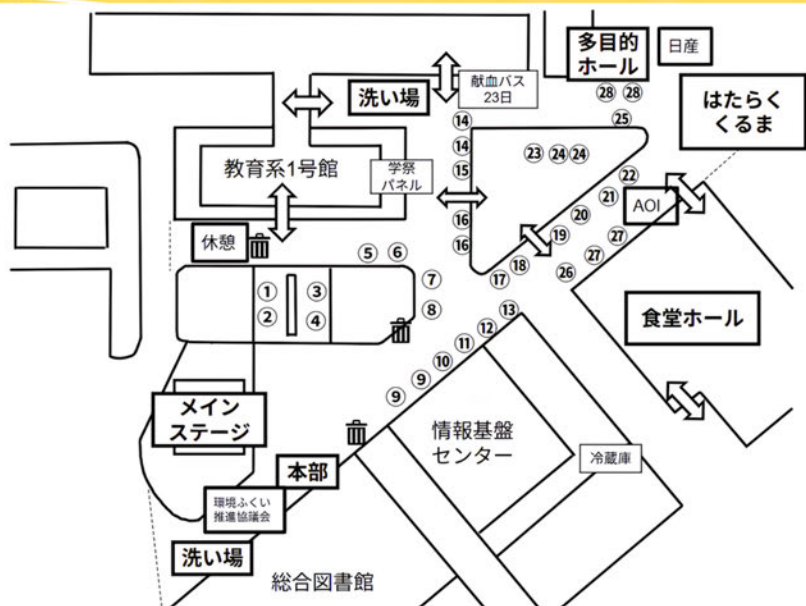 多目的
ホール
日産
献血バス
23日
洗い場
はたらく
くるま
28 28
14
25
14
教育系1号館
学祭
パネル
23 24 24
15
22
21
AOI
16
20
休憩
16
19
27
5 6
18
27
7
17
26
1 3
2 4
8
13
食堂ホール
12
11
10
9
9
メイン
ステージ
情報基盤
センター
冷蔵庫
本部
環境ふくい
推進協議会
洗い場
総合図書館